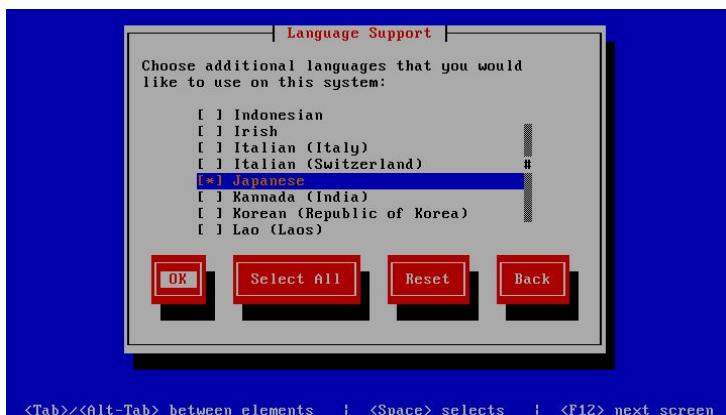 Language Support
Choose additional languages that you would
like to use on this system:
[ ] Indonesian
[ ] Irish
[ ] Italian (Italy)
[ ] Italian (Switzerland)
#
[*] Japanese
[ ] Kannada (India)
[ ] Korean (Republic of Korea)
[ ] Lao (Laos)
OK Select All Reset Back
<Tab>/<Alt-Tab> between elements | <Space> selects | <F12> next screen